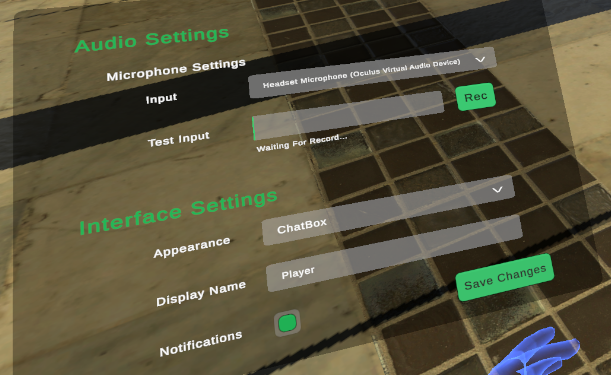 Audio Settings
Microphone Settings
Input
Headset Microphone (Oculus Virtual Audio Device)
Test Input
Rec
Waiting For Record...
Interface Settings
Appearance
ChatBox
Display Name
Player
Save Changes
Notifications